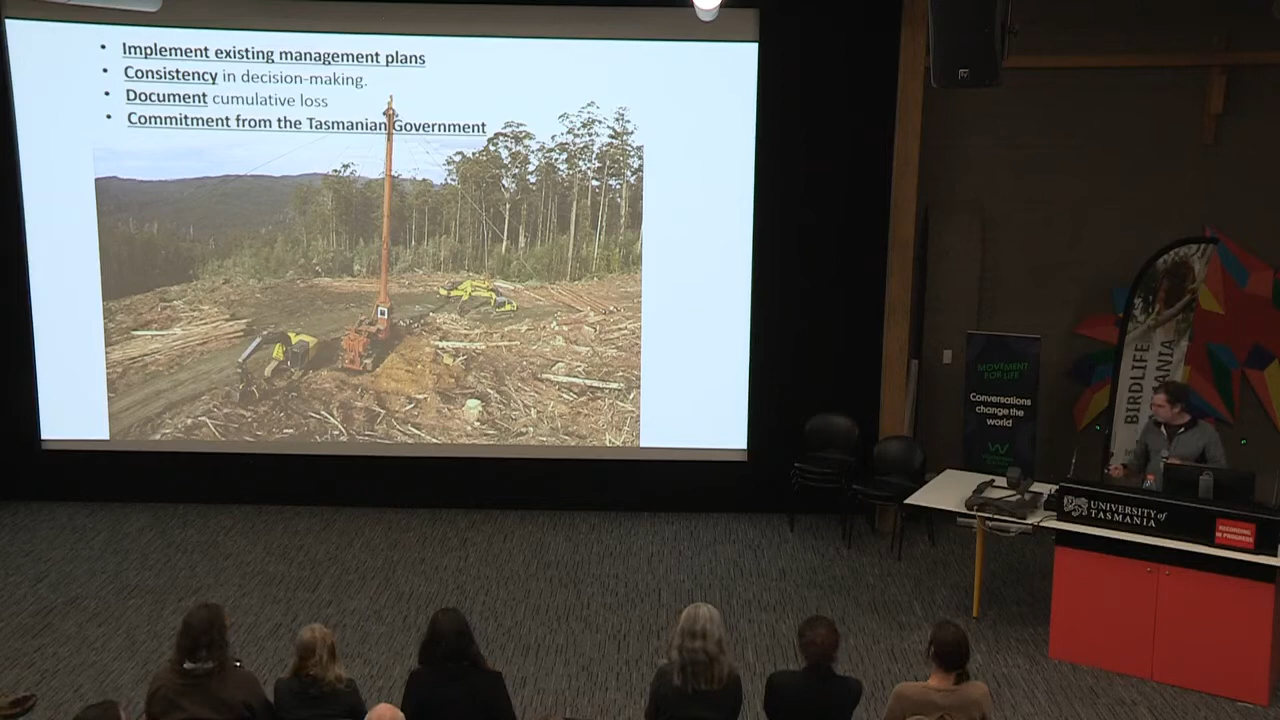 Implement existing management plans
Consistency in decision-making.
Document cumulative loss
Commitment from the Tasmanian Government
MOVEMENT
FOR LIFE
Conversations
change the
world
BIRDLIFE
UNIVERSITY of
TASMANIA
RECORDING
IN PROGRESS